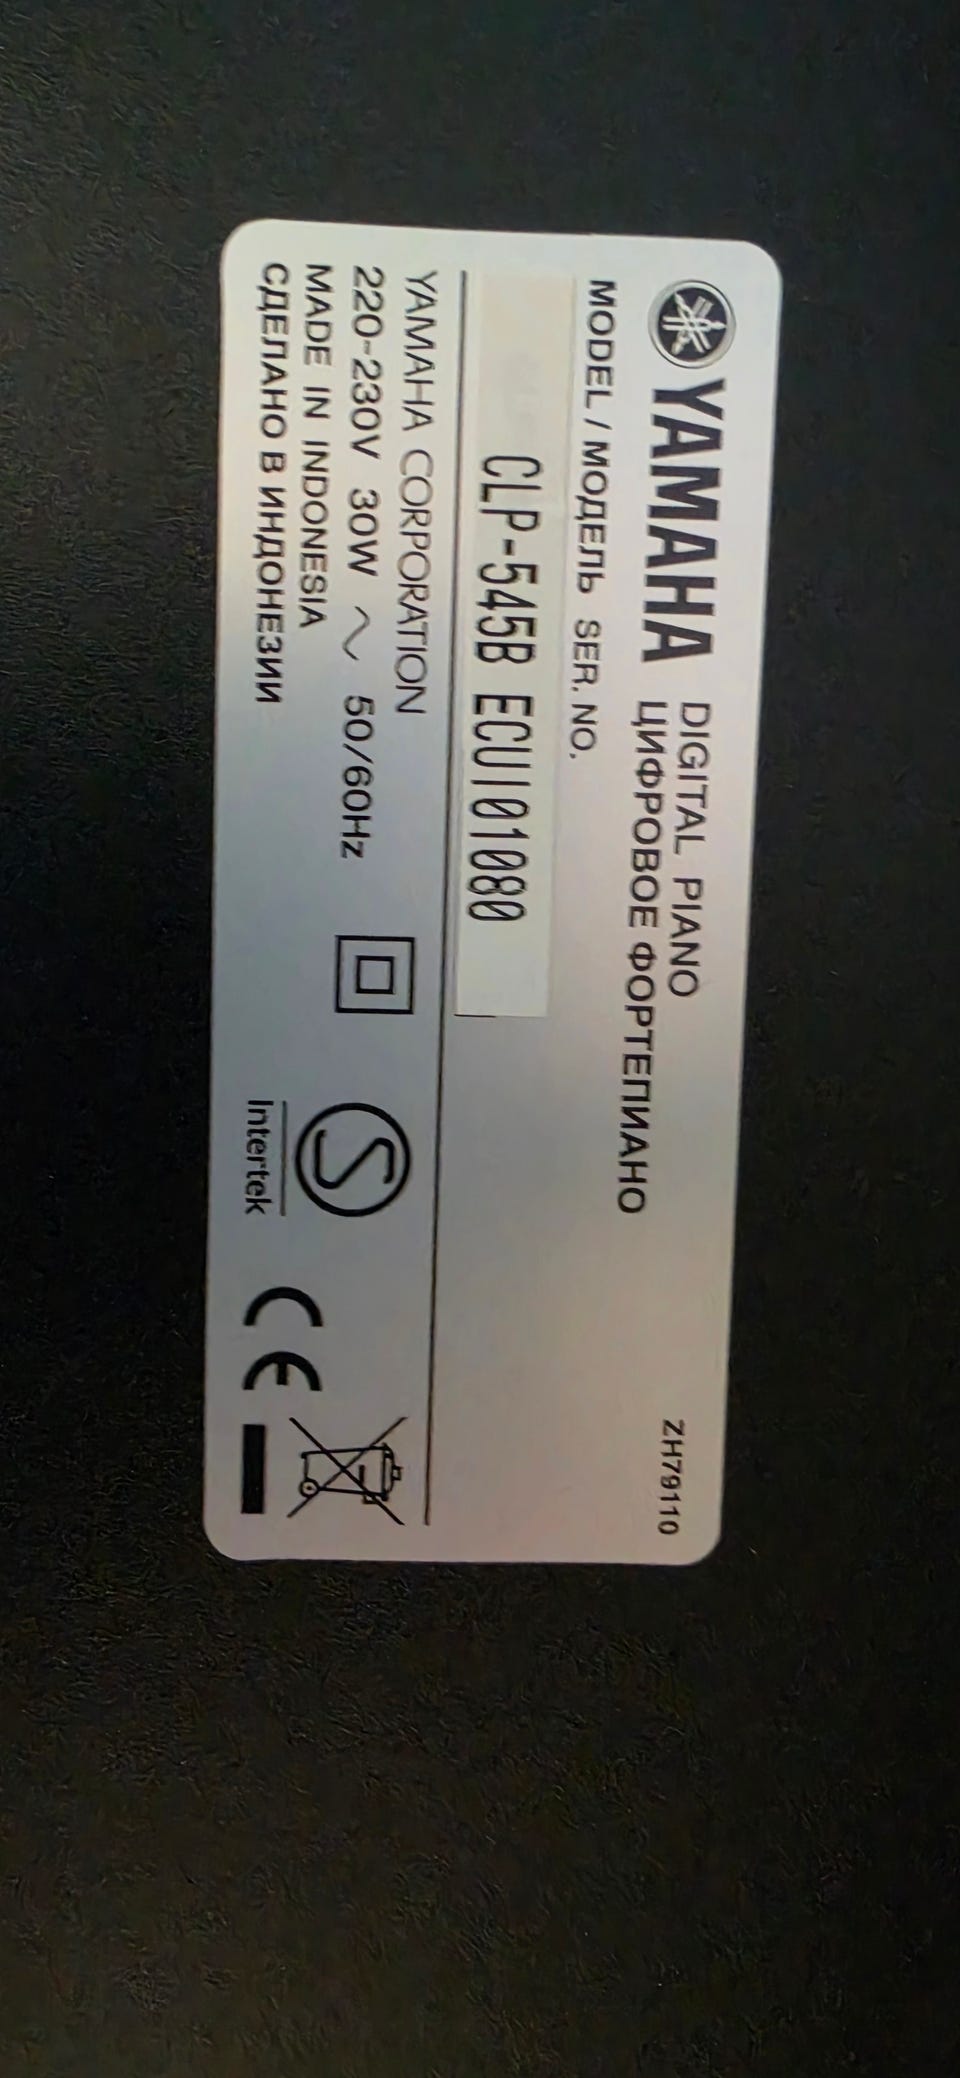 YAMAHA DIGITAL PIANO
ЦИФРОВОЕ ФОРТЕПИАНО
ZH79110
MODEL / МОДЕЛЬ SER. NO.
CLP-545B ECUI01080
YAMAHA CORPORATION
220-230V 30W ~ 50/60Hz
MADE IN INDONESIA
СДЕЛАНО В ИНДОНЕЗИИ
S
Intertek
CE